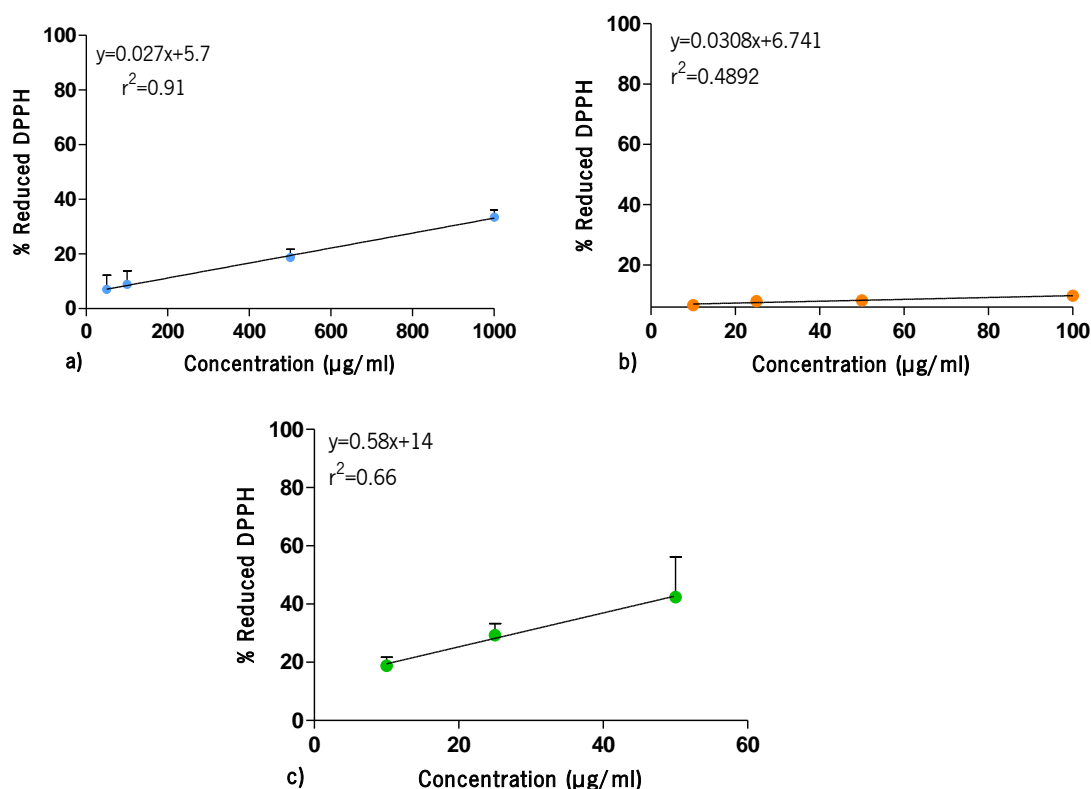 y=0.027x+5.7
r²=0.91
% Reduced DPPH
100
80
60
40
20
0
0 200 400 600 800 1000
a) Concentration (µg/ml)
y=0.0308x+6.741
r²=0.4892
% Reduced DPPH
100
80
60
40
20
0 20 40 60 80 100
b) Concentration (µg/ml)
y=0.58x+14
r²=0.66
% Reduced DPPH
100
80
60
40
20
0
0 20 40 60
c) Concentration (µg/ml)